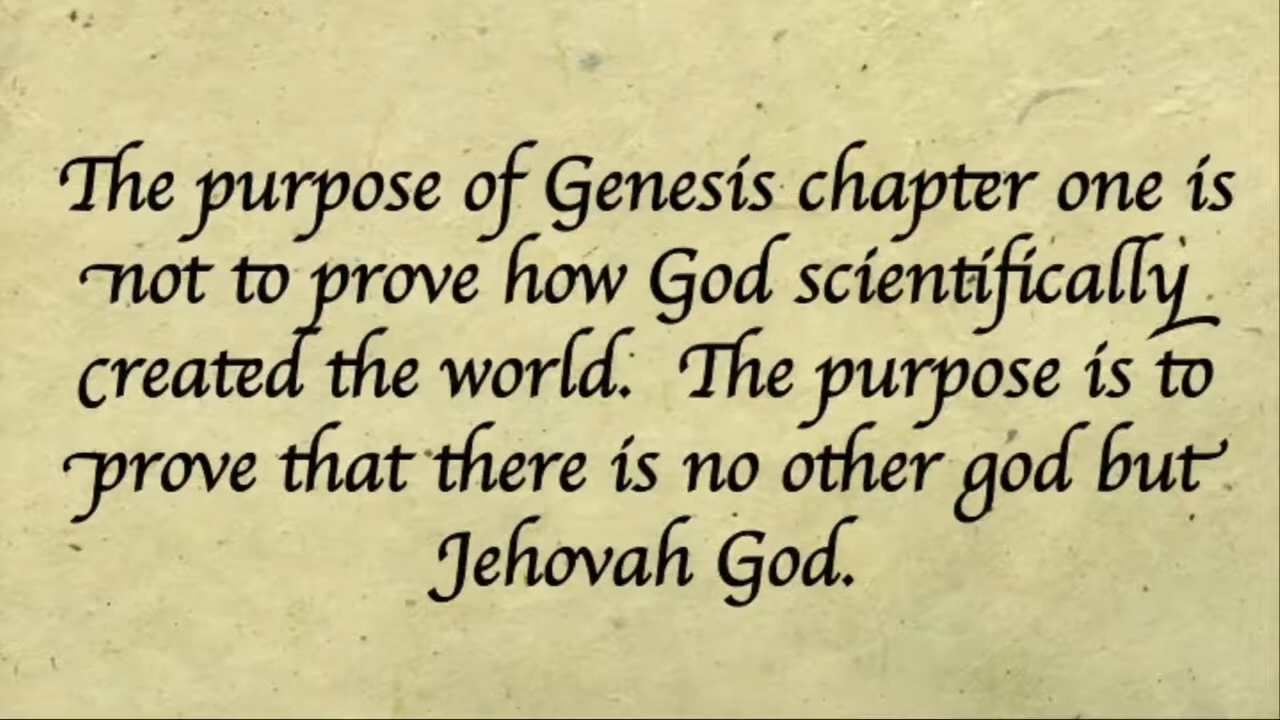 The purpose of Genesis chapter one is
not to prove how God scientifically
created the world.  The purpose is to
prove that there is no other god but
Jehovah God.